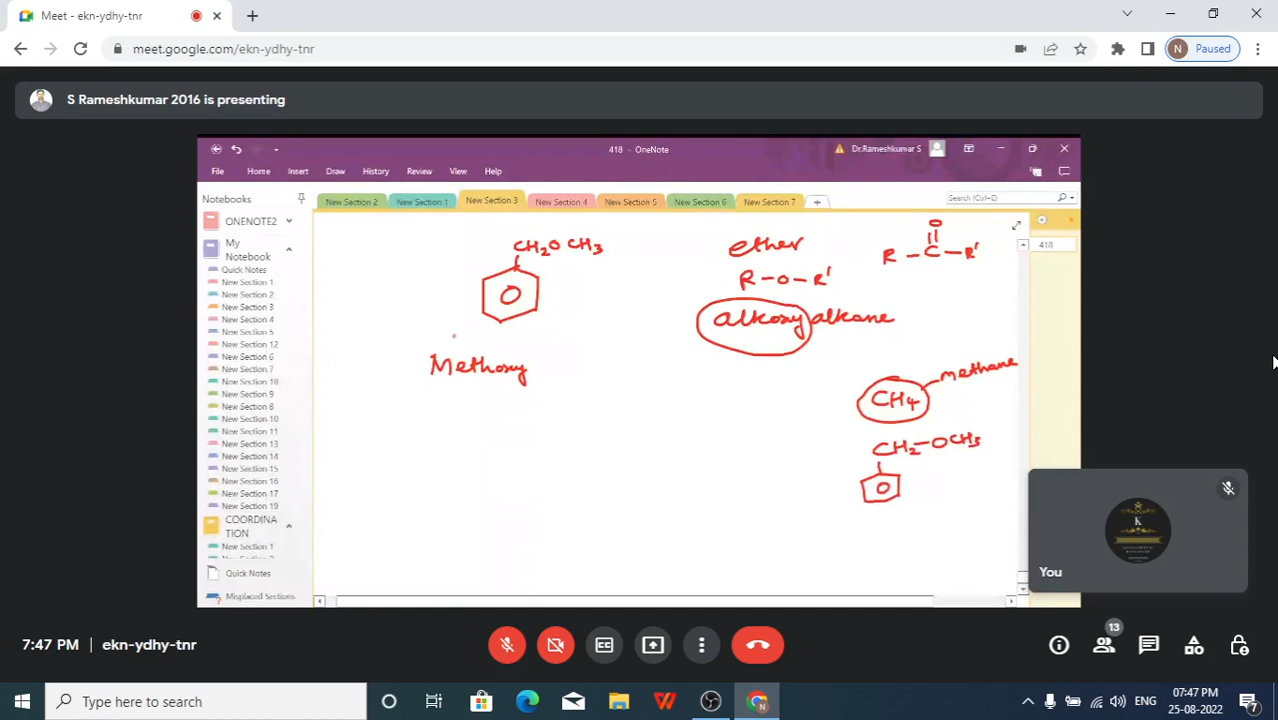 Meet - ekn-ydhy-tnr
meet.google.com/ekn-ydhy-tnr
N Paused
S Rameshkumar 2016 is presenting
418 - OneNote
Dr.Rameshkumar S
File Home Insert Draw History Review View Help
Notebooks
New Section 2 New Section 1 New Section 3 New Section 4 New Section 5 New Section 6 New Section 7
Search (Ctrl+E)
ONENOTE2
My Notebook
Quick Notes
New Section 1
New Section 2
New Section 3
New Section 4
New Section 5
New Section 12
New Section 6
New Section 7
New Section 18
New Section 9
New Section 8
New Section 10
New Section 11
New Section 13
New Section 14
New Section 15
New Section 16
New Section 17
New Section 19
COORDINA
TION
New Section 1
Quick Notes
Misplaced Sections
418
CH2OCH3
Methoxy
ether
R-O-R'
alkoxy alkane
O
R-C-R'
CH4
methane
CH2-OCH3
K
You
7:47 PM | ekn-ydhy-tnr
13
Type here to search
ENG
07:47 PM
25-08-2022
7